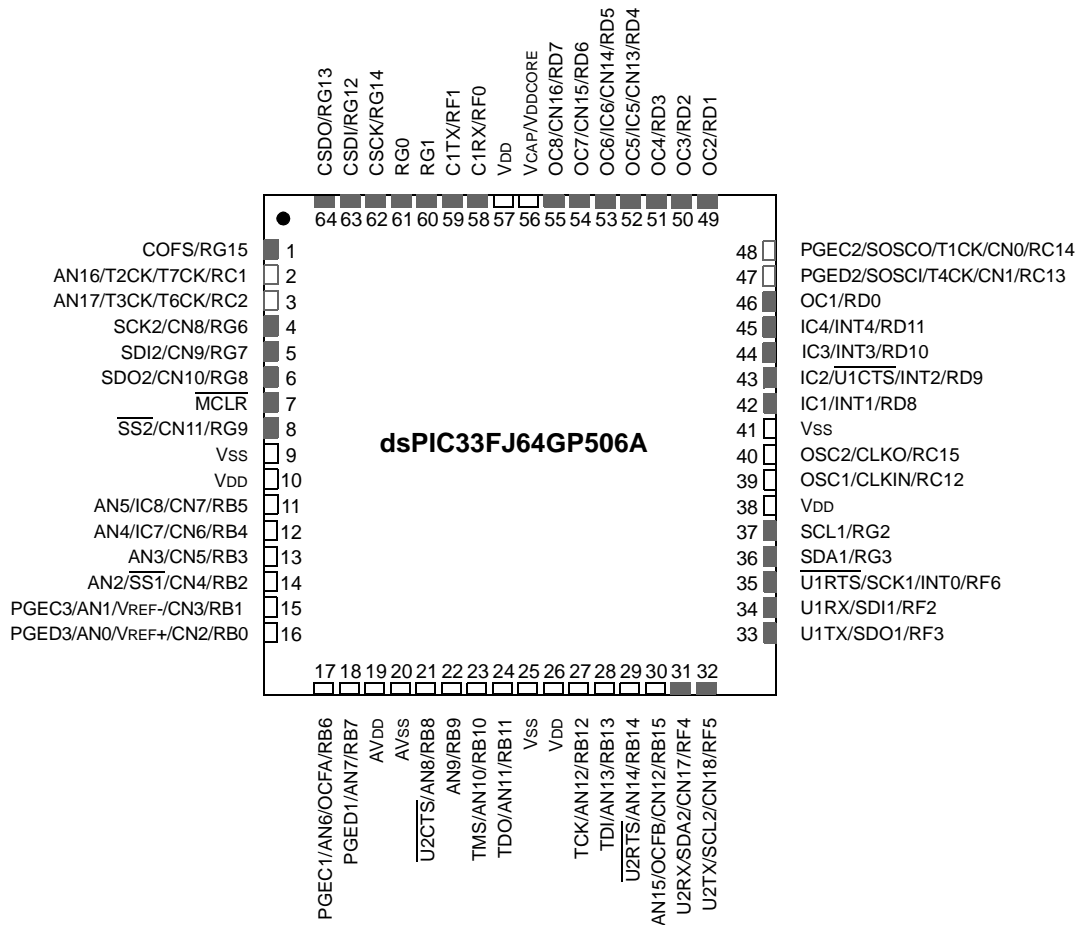 CSDO/RG13
CSDI/RG12
CSCK/RG14
RG0
RG1
C1TX/RF1
C1RX/RF0
VDD
VCAP/VDDCORE
OC8/CN16/RD7
OC7/CN15/RD6
OC6/IC6/CN14/RD5
OC5/IC5/CN13/RD4
OC4/RD3
OC3/RD2
OC2/RD1
64 63 62 61 60 59 58 57 56 55 54 53 52 51 50 49
COFS/RG15 1
AN16/T2CK/T7CK/RC1 2
AN17/T3CK/T6CK/RC2 3
SCK2/CN8/RG6 4
SDI2/CN9/RG7 5
SDO2/CN10/RG8 6
MCLR 7
SS2/CN11/RG9 8
VSS 9
VDD 10
AN5/IC8/CN7/RB5 11
AN4/IC7/CN6/RB4 12
AN3/CN5/RB3 13
AN2/SS1/CN4/RB2 14
PGEC3/AN1/VREF-/CN3/RB1 15
PGED3/AN0/VREF+/CN2/RB0 16
dsPIC33FJ64GP506A
48 PGEC2/SOSCO/T1CK/CN0/RC14
47 PGED2/SOSCI/T4CK/CN1/RC13
46 OC1/RD0
45 IC4/INT4/RD11
44 IC3/INT3/RD10
43 IC2/U1CTS/INT2/RD9
42 IC1/INT1/RD8
41 VSS
40 OSC2/CLKO/RC15
39 OSC1/CLKIN/RC12
38 VDD
37 SCL1/RG2
36 SDA1/RG3
35 U1RTS/SCK1/INT0/RF6
34 U1RX/SDI1/RF2
33 U1TX/SDO1/RF3
17 18 19 20 21 22 23 24 25 26 27 28 29 30 31 32
PGEC1/AN6/OCFA/RB6
PGED1/AN7/RB7
AVDD
AVSS
U2CTS/AN8/RB8
AN9/RB9
TMS/AN10/RB10
TDO/AN11/RB11
VSS
VDD
TCK/AN12/RB12
TDI/AN13/RB13
U2RTS/AN14/RB14
AN15/OCFB/CN12/RB15
U2RX/SDA2/CN17/RF4
U2TX/SCL2/CN18/RF5